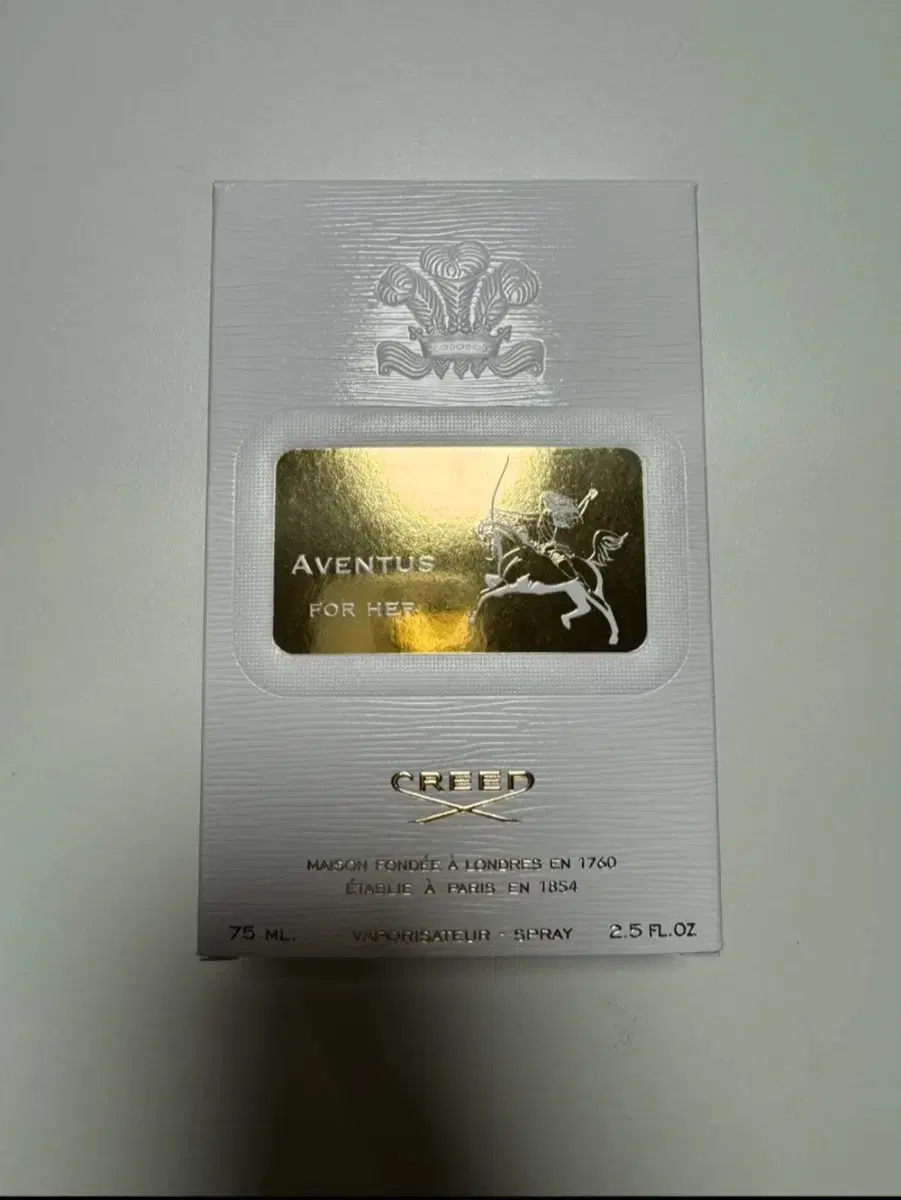 AVENTUS
FOR HER
CREED
MAISON FONDÉE À LONDRES EN 1760
ÉTABLIE À PARIS EN 1854
75 ML. VAPORISATEUR - SPRAY 2.5 FL.OZ